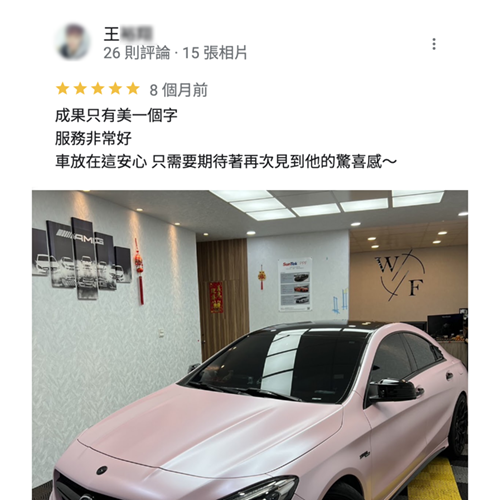 王
26 則評論 · 15 張相片
8 個月前
成果只有美一個字
服務非常好
車放在這安心 只需要期待著再次見到他的驚喜感～
AMG
W
F